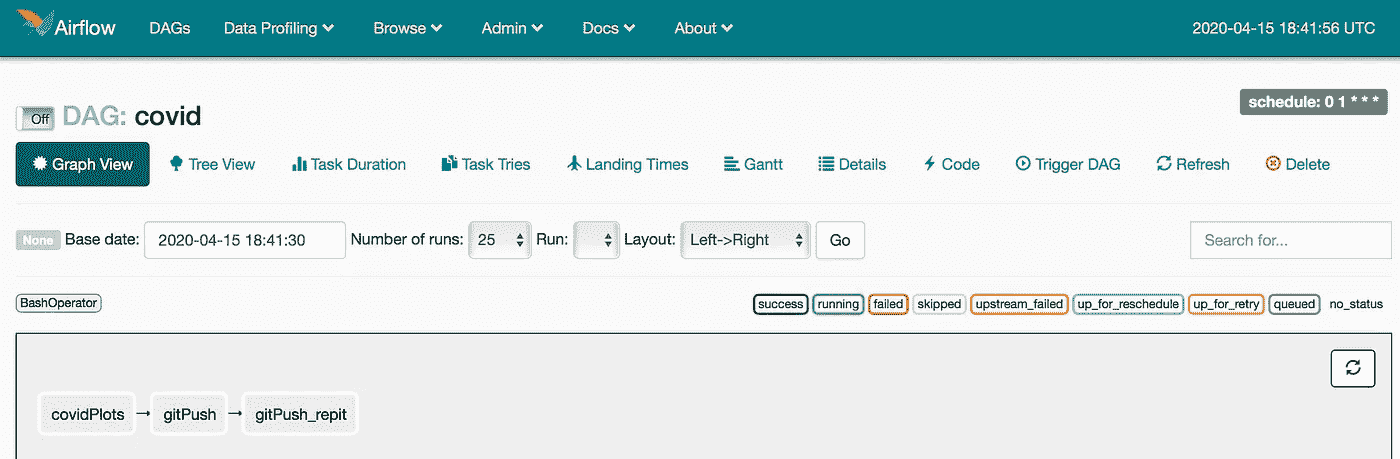 Airflow DAGs Data Profiling Browse Admin Docs About 2020-04-15 18:41:56 UTC
schedule: 0 1 * * *
Off DAG: covid
Graph View Tree View Task Duration Task Tries Landing Times Gantt Details Code Trigger DAG Refresh Delete
None Base date: 2020-04-15 18:41:30 Number of runs: 25 Run: Layout: Left->Right Go Search for...
BashOperator success running failed skipped upstream_failed up_for_reschedule up_for_retry queued no_status
covidPlots gitPush gitPush_repit